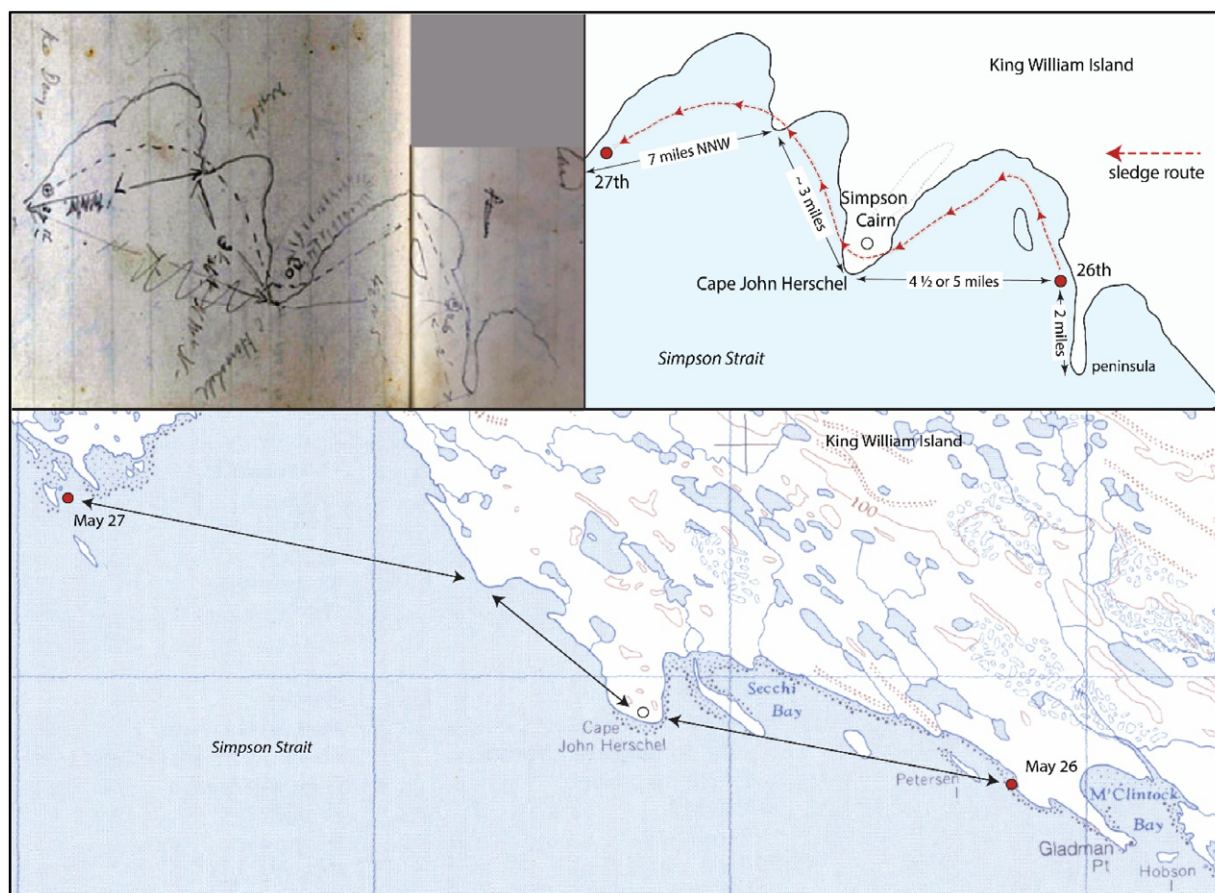 King William Island
sledge route
7 miles NNW
27th
~ 3 miles
Simpson
Cairn
Cape John Herschel
4 ½ or 5 miles
26th
2 miles
peninsula
Simpson Strait
King William Island
100
May 27
Secchi
Bay
Simpson Strait
Cape
John Herschel
May 26
Petersen
I
M'Clintock
Bay
Gladman
Pt
Hobson
I